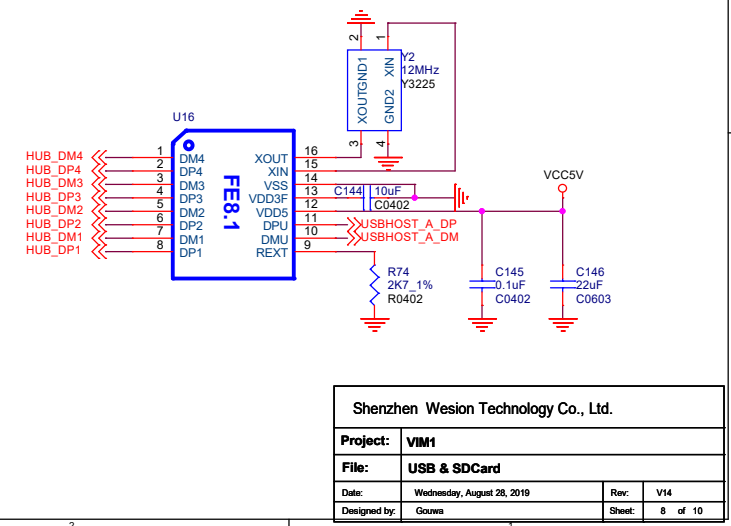 2 1
XOUTGND1 XIN
GND2
3 4
Y2
12MHz
Y3225
U16
FE8.1
HUB_DM4 1 DM4 XOUT 16
HUB_DP4 2 DP4 XIN 15
HUB_DM3 3 DM3 VSS 14
HUB_DP3 4 DP3 VDD3F 13 C144 10uF
HUB_DM2 5 DM2 VDD5 12 C0402
HUB_DP2 6 DP2 DPU 11 USBHOST_A_DP
HUB_DM1 7 DM1 DMU 10 USBHOST_A_DM
HUB_DP1 8 DP1 REXT 9
VCC5V
R74
2K7_1%
R0402
C145
0.1uF
C0402
C146
22uF
C0603
Shenzhen Wesion Technology Co., Ltd.
Project: VIM1
File: USB & SDCard
Date: Wednesday, August 28, 2019 Rev: V14
Designed by: Gouwa Sheet: 8 of 10